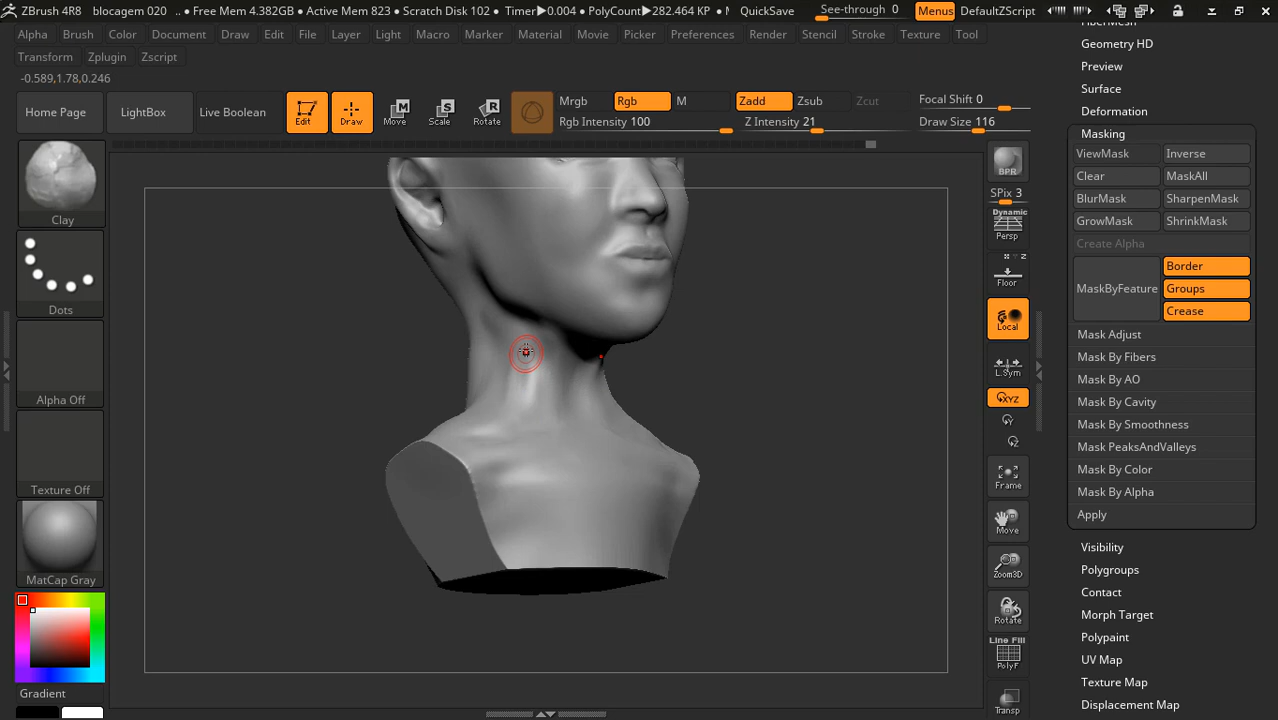 ZBrush 4R8 blocagem 020 .. • Free Mem 4.382GB • Active Mem 823 • Scratch Disk 102 • Timer▶0.004 • PolyCount▶282.464 KP • QuickSave See-through 0 Menus DefaultZScript
Alpha Brush Color Document Draw Edit File Layer Light Macro Marker Material Movie Picker Preferences Render Stencil Stroke Texture Tool
Transform Zplugin Zscript
-0.589,1.78,0.246
Home Page LightBox Live Boolean Edit Draw Move Scale Rotate
Mrgb Rgb M Zadd Zsub Zcut Focal Shift 0
Rgb Intensity 100 Z Intensity 21 Draw Size 116
Clay
Dots
Alpha Off
Texture Off
MatCap Gray
Gradient
BPR
SPix 3
Dynamic
Persp
Floor
Local
L.Sym
XYZ
Y
Z
Frame
Move
Zoom3D
Rotate
Line Fill
PolyF
Transp
Geometry HD
Preview
Surface
Deformation
Masking
ViewMask Inverse
Clear MaskAll
BlurMask SharpenMask
GrowMask ShrinkMask
Create Alpha
MaskByFeature Border
Groups
Crease
Mask Adjust
Mask By Fibers
Mask By AO
Mask By Cavity
Mask By Smoothness
Mask PeaksAndValleys
Mask By Color
Mask By Alpha
Apply
Visibility
Polygroups
Contact
Morph Target
Polypaint
UV Map
Texture Map
Displacement Map